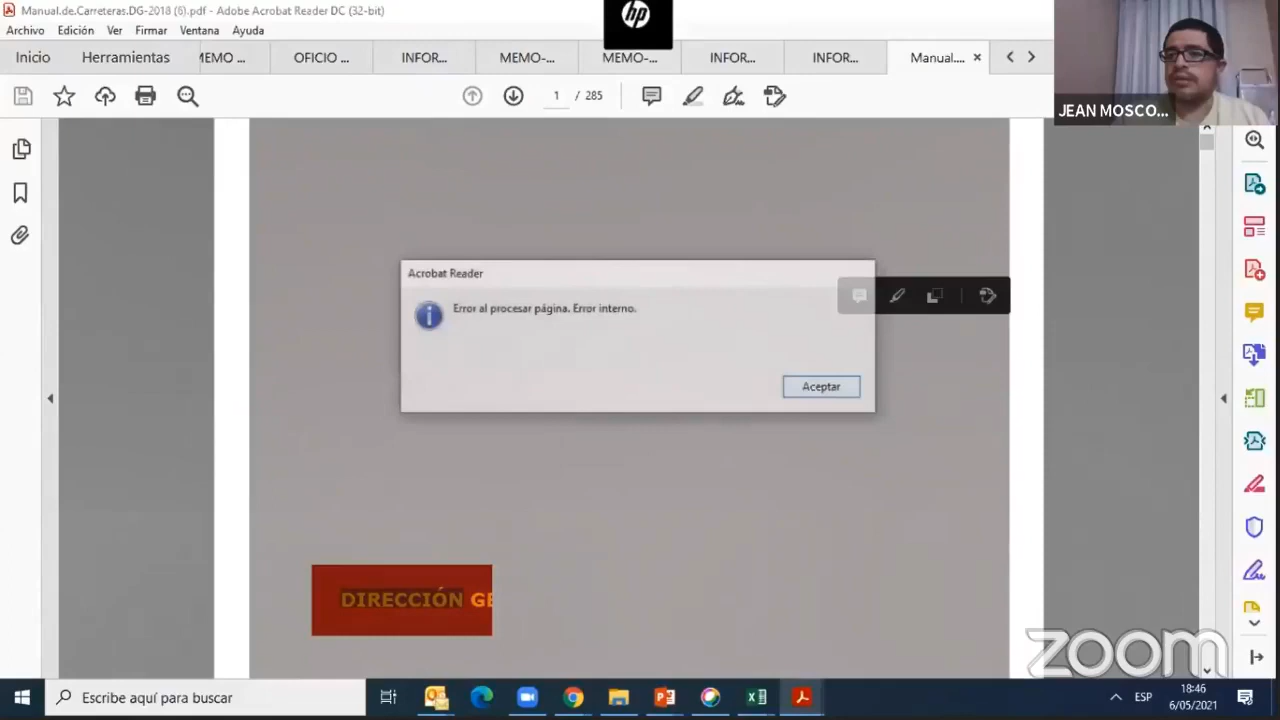 Manual.de.Carreteras.DG-2018 (6).pdf - Adobe Acrobat Reader DC (32-bit)
Archivo Edición Ver Firmar Ventana Ayuda
Inicio Herramientas MEMO ... OFICIO ... INFOR... MEMO-... MEMO-... INFOR... INFOR... Manual....
hp
1 / 285
JEAN MOSCO...
Acrobat Reader
Error al procesar página. Error interno.
Aceptar
DIRECCIÓN GE
zoom
Escribe aquí para buscar
ESP
18:46
6/05/2021